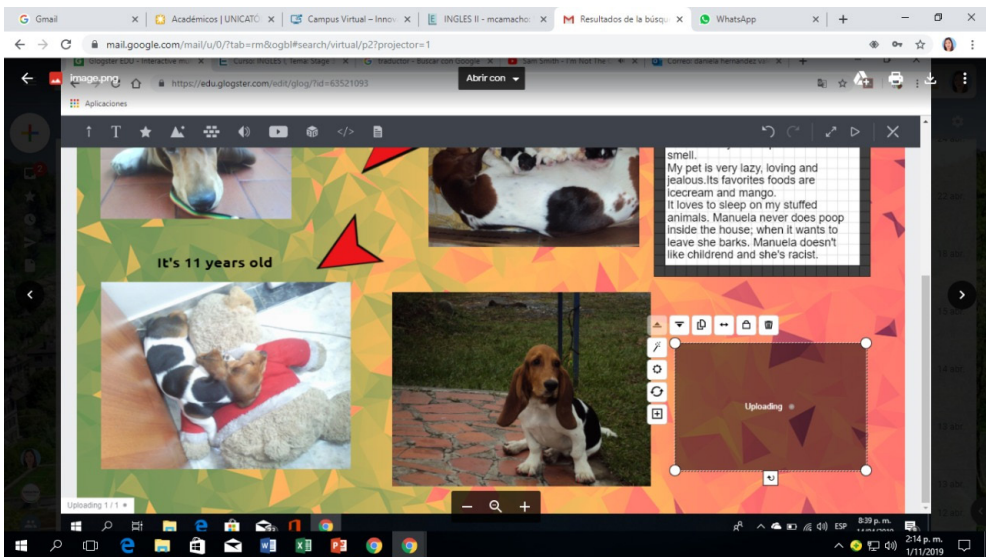 Gmail
Académicos | UNICATÓ
Campus Virtual – Innov
INGLES II - mcamacho
Resultados de la búsqu
WhatsApp
mail.google.com/mail/u/0/?tab=rm&ogbl#search/virtual/p2?projector=1
image.png
Abrir con
https://edu.glogster.com/edit/glog/?id=63521093
Aplicaciones
smell.
My pet is very lazy, loving and
jealous.Its favorites foods are
icecream and mango.
It loves to sleep on my stuffed
animals. Manuela never does poop
inside the house; when it wants to
leave she barks. Manuela doesn't
like childrend and she's racist.
It's 11 years old
Uploading
Uploading 1 / 1
ESP
8:39 p. m.
2:14 p. m.
1/11/2019